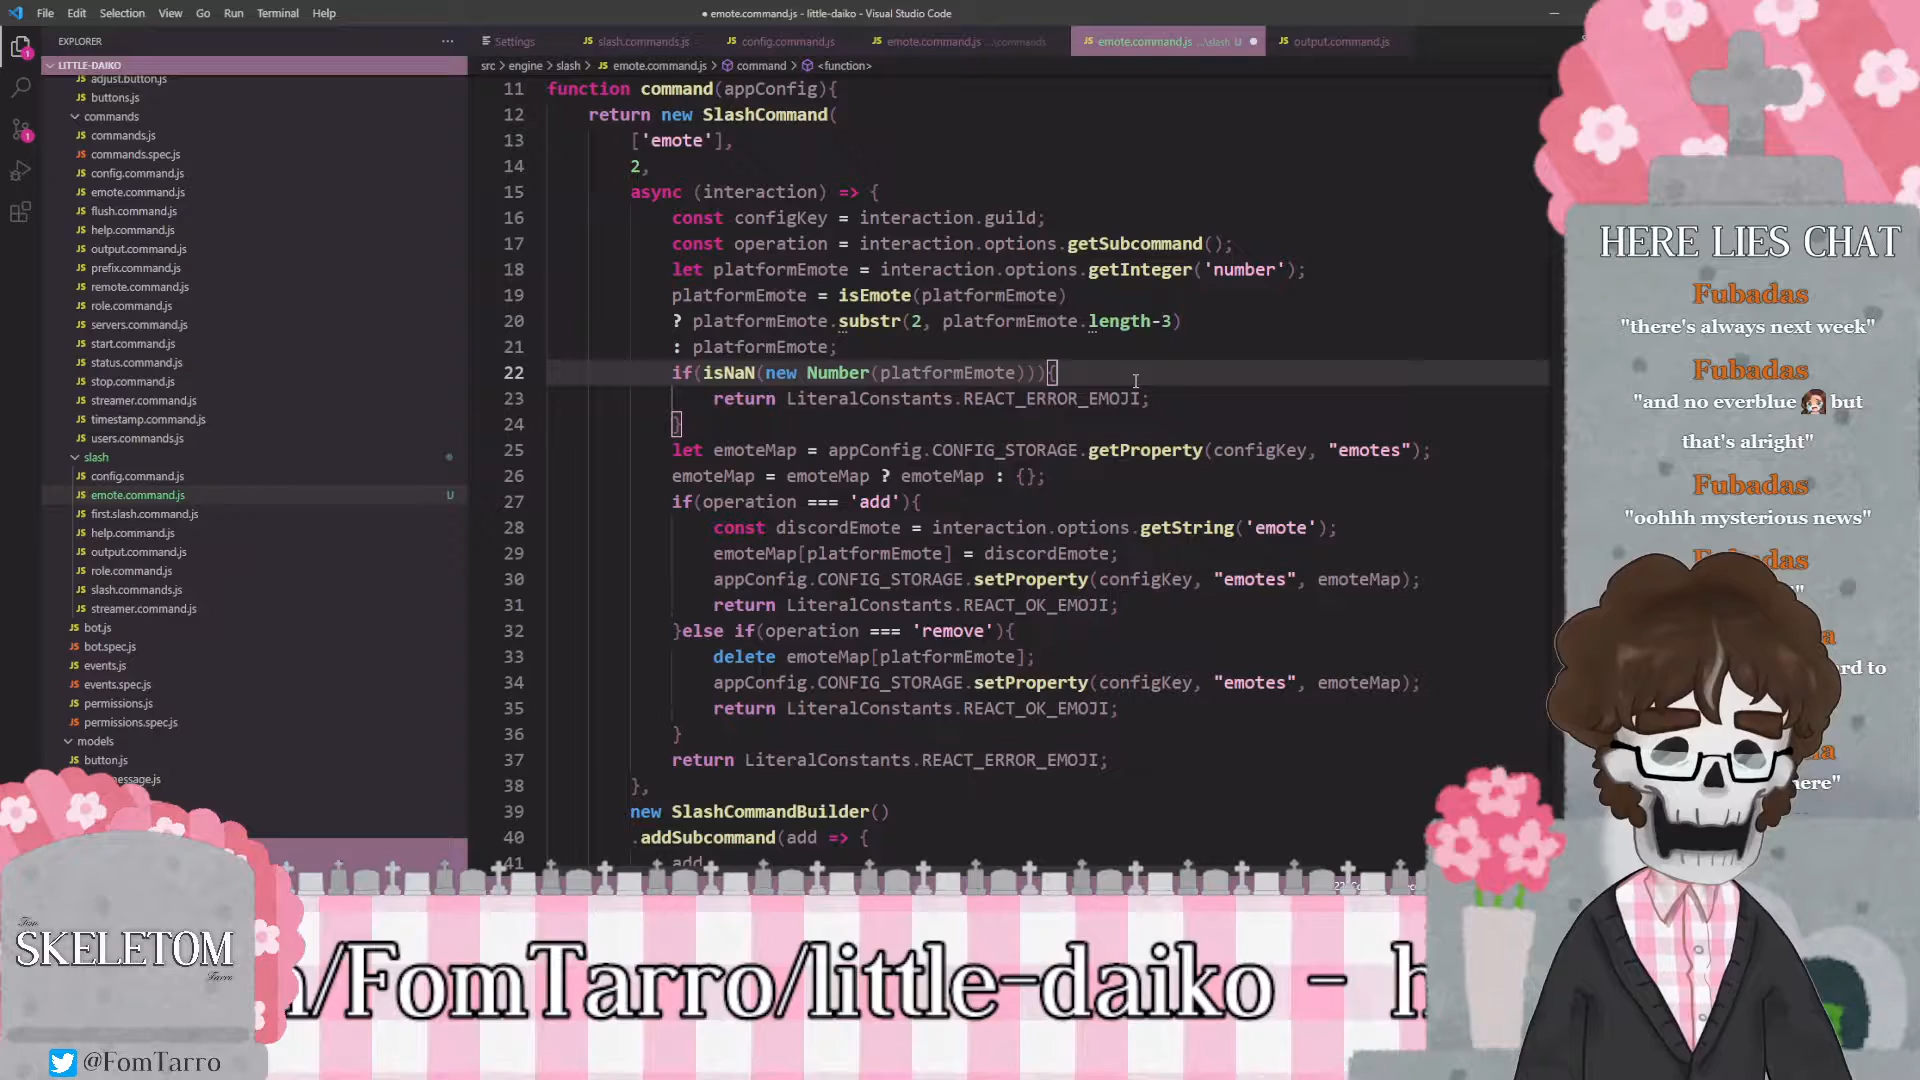 File Edit Selection View Go Run Terminal Help
● emote.command.js - little-daiko - Visual Studio Code
EXPLORER
LITTLE-DAIKO
adjust.button.js
buttons.js
commands
commands.js
commands.spec.js
config.command.js
emote.command.js
flush.command.js
help.command.js
output.command.js
prefix.command.js
remote.command.js
role.command.js
servers.command.js
start.command.js
status.command.js
stop.command.js
streamer.command.js
timestamp.command.js
users.commands.js
slash
config.command.js
emote.command.js U
first.slash.command.js
help.command.js
output.command.js
role.command.js
slash.commands.js
streamer.command.js
bot.js
bot.spec.js
events.js
events.spec.js
permissions.js
permissions.spec.js
models
button.js
message.js
Settings
JS slash.commands.js
JS config.command.js
JS emote.command.js ...\commands
JS emote.command.js ...\slash U ●
JS output.command.js
src > engine > slash > JS emote.command.js > command > <function>
11 function command(appConfig){
12 return new SlashCommand(
13 ['emote'],
14 2,
15 async (interaction) => {
16 const configKey = interaction.guild;
17 const operation = interaction.options.getSubcommand();
18 let platformEmote = interaction.options.getInteger('number');
19 platformEmote = isEmote(platformEmote)
20 ? platformEmote.substr(2, platformEmote.length-3)
21 : platformEmote;
22 if(isNaN(new Number(platformEmote))){
23 return LiteralConstants.REACT_ERROR_EMOJI;
24 }
25 let emoteMap = appConfig.CONFIG_STORAGE.getProperty(configKey, "emotes");
26 emoteMap = emoteMap ? emoteMap : {};
27 if(operation === 'add'){
28 const discordEmote = interaction.options.getString('emote');
29 emoteMap[platformEmote] = discordEmote;
30 appConfig.CONFIG_STORAGE.setProperty(configKey, "emotes", emoteMap);
31 return LiteralConstants.REACT_OK_EMOJI;
32 }else if(operation === 'remove'){
33 delete emoteMap[platformEmote];
34 appConfig.CONFIG_STORAGE.setProperty(configKey, "emotes", emoteMap);
35 return LiteralConstants.REACT_OK_EMOJI;
36 }
37 return LiteralConstants.REACT_ERROR_EMOJI;
38 },
39 new SlashCommandBuilder()
40 .addSubcommand(add => {
41 add
HERE LIES CHAT
Fubadas
"there's always next week"
Fubadas
"and no everblue but
that's alright"
Fubadas
"oohhh mysterious news"
Fubadas
SKELETOM
Tarro
@FomTarro
/FomTarro/little-daiko - h